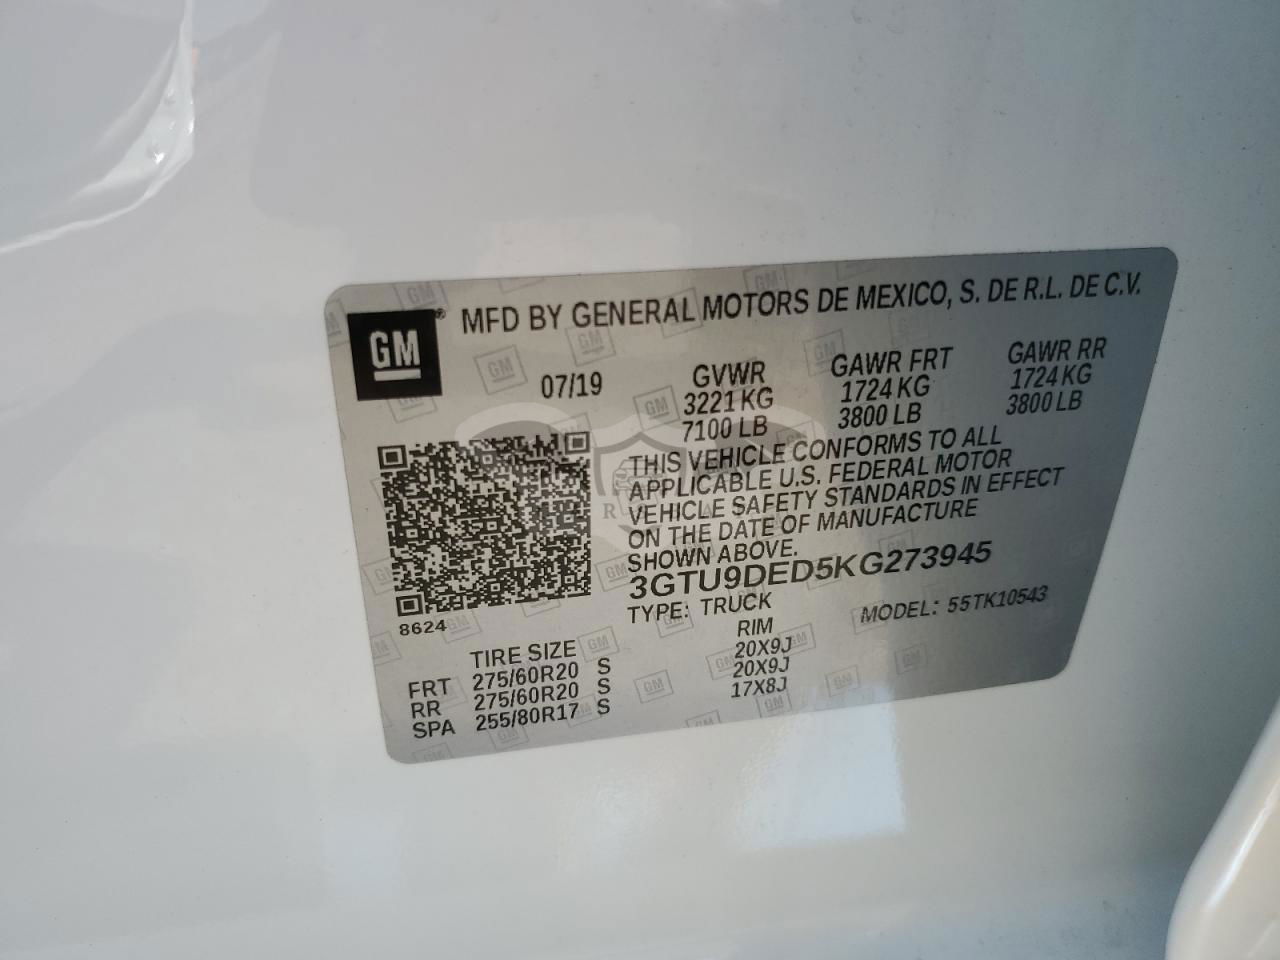 GM ® MFD BY GENERAL MOTORS DE MEXICO, S. DE R.L. DE C.V.
07/19
GVWR
3221 KG
7100 LB
GAWR FRT
1724 KG
3800 LB
GAWR RR
1724 KG
3800 LB
THIS VEHICLE CONFORMS TO ALL
APPLICABLE U.S. FEDERAL MOTOR
VEHICLE SAFETY STANDARDS IN EFFECT
ON THE DATE OF MANUFACTURE
SHOWN ABOVE.
3GTU9DED5KG273945
TYPE: TRUCK MODEL: 55TK10543
8624
TIRE SIZE RIM
FRT 275/60R20 S 20X9J
RR 275/60R20 S 20X9J
SPA 255/80R17 S 17X8J